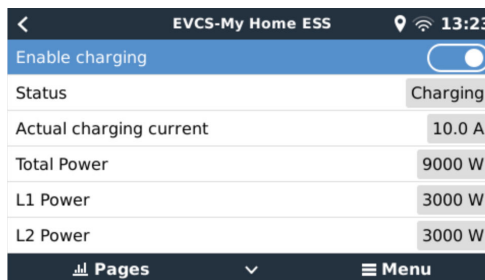 EVCS-My Home ESS 13:23
Enable charging
Status Charging
Actual charging current 10.0 A
Total Power 9000 W
L1 Power 3000 W
L2 Power 3000 W
Pages Menu